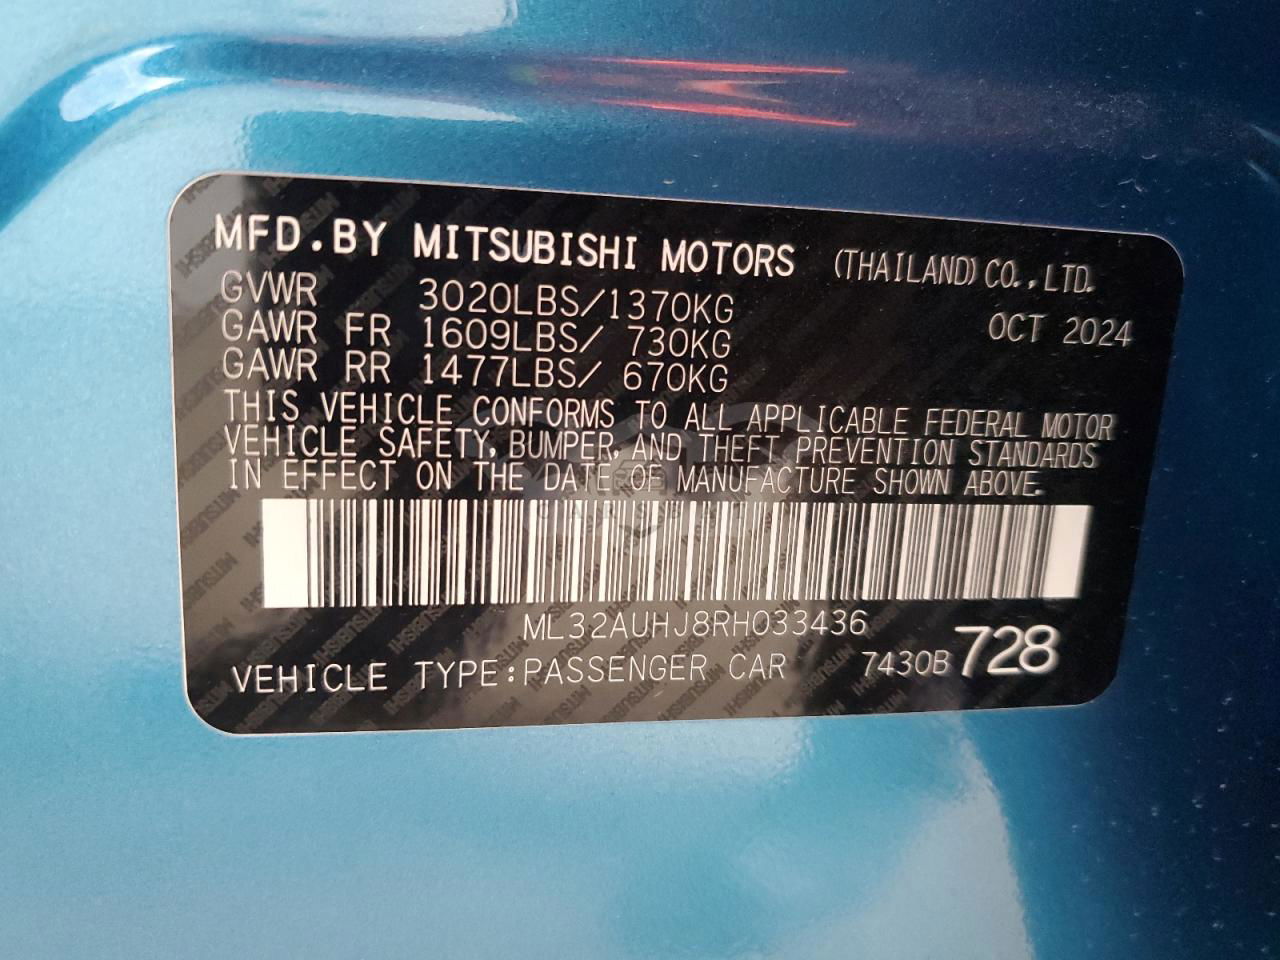 MFD.BY MITSUBISHI MOTORS (THAILAND)CO.,LTD.
GVWR 3020LBS/1370KG
OCT 2024
GAWR FR 1609LBS/ 730KG
GAWR RR 1477LBS/ 670KG
THIS VEHICLE CONFORMS TO ALL APPLICABLE FEDERAL MOTOR
VEHICLE SAFETY, BUMPER, AND THEFT PREVENTION STANDARDS
IN EFFECT ON THE DATE OF MANUFACTURE SHOWN ABOVE.
ML32AUHJ8RH033436
VEHICLE TYPE:PASSENGER CAR 7430B 728